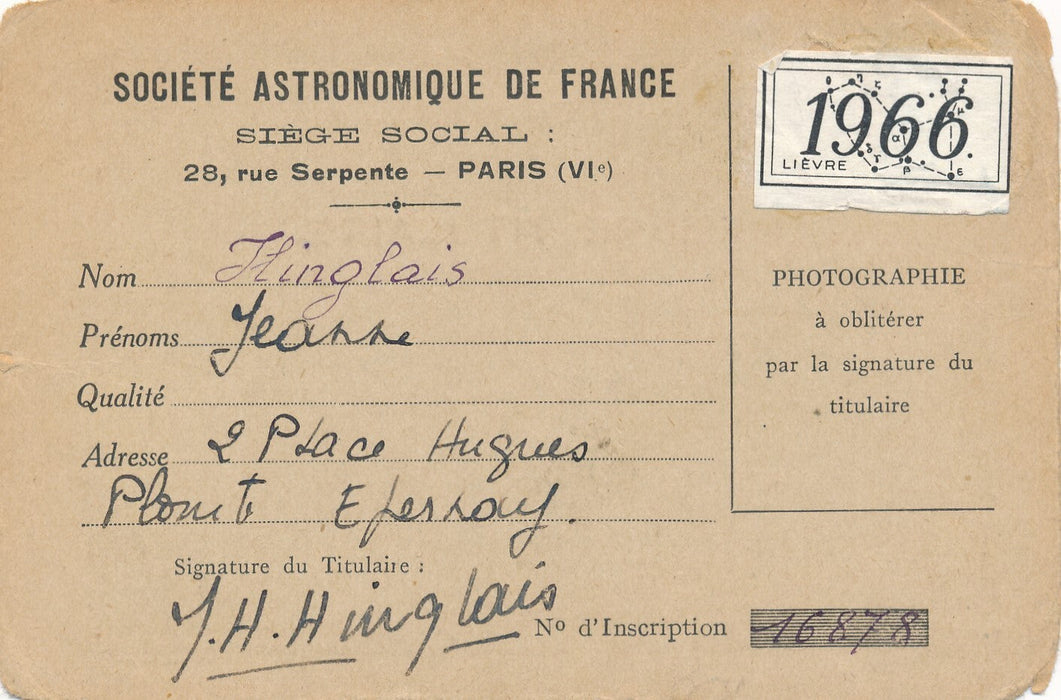 SOCIÉTÉ ASTRONOMIQUE DE FRANCE
SIÈGE SOCIAL :
28, rue Serpente — PARIS (VIe)
1966.
LIÈVRE
θ η ζ α μ δ γ β ε
Nom Hinglais
Prénoms Jeanne
Qualité
Adresse 2 Place Hugues
Plomb Epernay.
PHOTOGRAPHIE
à oblitérer
par la signature du
titulaire
Signature du Titulaire :
J.H. Hinglais
No d'Inscription 16878